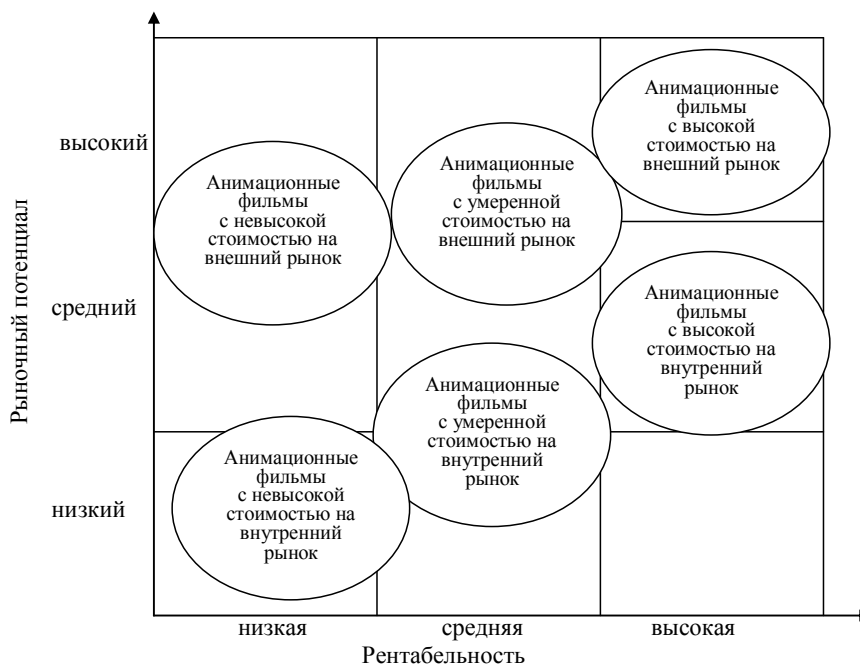 Рыночный потенциал
высокий
средний
низкий
Анимационные
фильмы
с невысокой
стоимостью на
внешний рынок
Анимационные
фильмы
с умеренной
стоимостью на
внешний рынок
Анимационные
фильмы
с высокой
стоимостью на
внешний рынок
Анимационные
фильмы
с высокой
стоимостью на
внутренний
рынок
Анимационные
фильмы
с умеренной
стоимостью на
внутренний
рынок
Анимационные
фильмы
с невысокой
стоимостью на
внутренний
рынок
низкая
средняя
высокая
Рентабельность